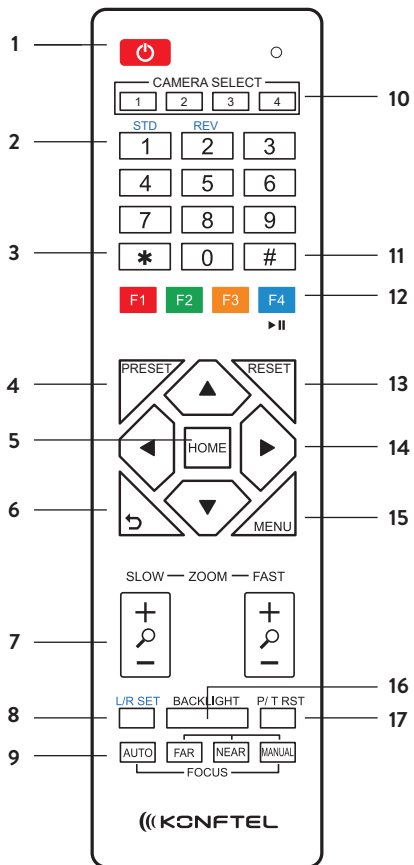 1
CAMERA SELECT
1 2 3 4
10
STD REV
2
1 2 3
4 5 6
7 8 9
3
* 0 #
11
F1 F2 F3 F4
12
PRESET RESET
4
13
5
HOME
14
6
MENU
15
SLOW — ZOOM — FAST
+ +
7
− −
16
L/R SET BACKLIGHT P/T RST
8
17
9
AUTO FAR NEAR MANUAL
FOCUS
KONFTEL